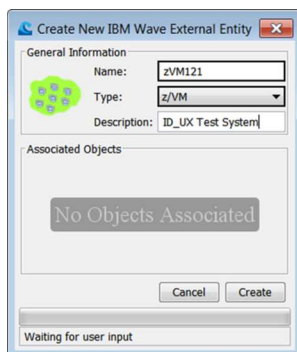 Create New IBM Wave External Entity
General Information
Name: zVM121
Type: z/VM
Description: ID_UX Test System
Associated Objects
No Objects Associated
Cancel Create
Waiting for user input